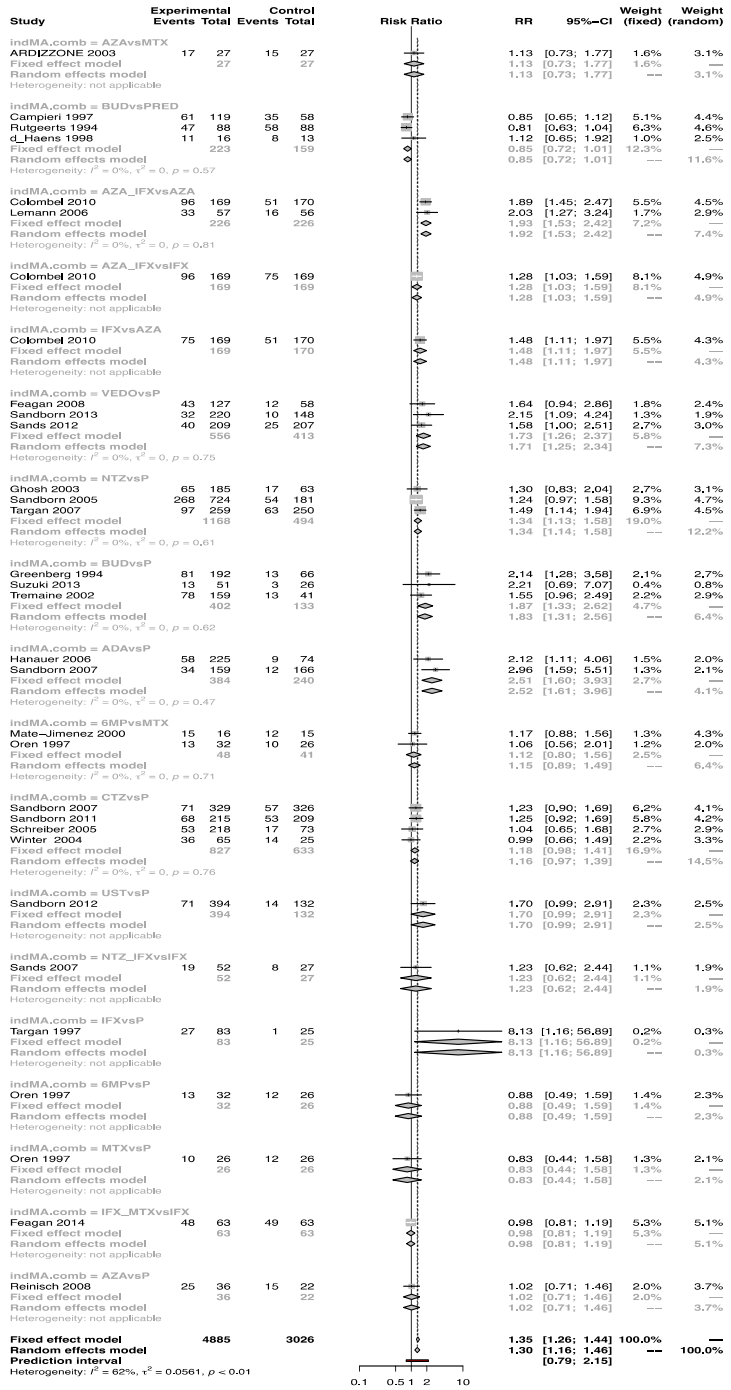 Experimental Control Weight Weight
Study Events Total Events Total Risk Ratio RR 95%−CI (fixed) (random)
indMA.comb = AZAvsMTX
ARDIZZONE 2003 17 27 15 27 1.13 [0.73; 1.77] 1.6% 3.1%
Fixed effect model 27 27 1.13 [0.73; 1.77] 1.6% −−
Random effects model 1.13 [0.73; 1.77] −− 3.1%
Heterogeneity: not applicable
indMA.comb = BUDvsPRED
Campieri 1997 61 119 35 58 0.85 [0.65; 1.12] 5.1% 4.4%
Rutgeerts 1994 47 88 58 88 0.81 [0.63; 1.04] 6.3% 4.6%
d_Haens 1998 11 16 8 13 1.12 [0.65; 1.92] 1.0% 2.5%
Fixed effect model 223 159 0.85 [0.72; 1.01] 12.3% −−
Random effects model 0.85 [0.72; 1.01] −− 11.6%
Heterogeneity: I² = 0%, τ² = 0, p = 0.57
indMA.comb = AZA_IFXvsAZA
Colombel 2010 96 169 51 170 1.89 [1.45; 2.47] 5.5% 4.5%
Lemann 2006 33 57 16 56 2.03 [1.27; 3.24] 1.7% 2.9%
Fixed effect model 226 226 1.93 [1.53; 2.42] 7.2% −−
Random effects model 1.92 [1.53; 2.42] −− 7.4%
Heterogeneity: I² = 0%, τ² = 0, p = 0.81
indMA.comb = AZA_IFXvsIFX
Colombel 2010 96 169 75 169 1.28 [1.03; 1.59] 8.1% 4.9%
Fixed effect model 169 169 1.28 [1.03; 1.59] 8.1% −−
Random effects model 1.28 [1.03; 1.59] −− 4.9%
Heterogeneity: not applicable
indMA.comb = IFXvsAZA
Colombel 2010 75 169 51 170 1.48 [1.11; 1.97] 5.5% 4.3%
Fixed effect model 169 170 1.48 [1.11; 1.97] 5.5% −−
Random effects model 1.48 [1.11; 1.97] −− 4.3%
Heterogeneity: not applicable
indMA.comb = VEDOvsP
Feagan 2008 43 127 12 58 1.64 [0.94; 2.86] 1.8% 2.4%
Sandborn 2013 32 220 10 148 2.15 [1.09; 4.24] 1.3% 1.9%
Sands 2012 40 209 25 207 1.58 [1.00; 2.51] 2.7% 3.0%
Fixed effect model 556 413 1.73 [1.26; 2.37] 5.8% −−
Random effects model 1.71 [1.25; 2.34] −− 7.3%
Heterogeneity: I² = 0%, τ² = 0, p = 0.75
indMA.comb = NTZvsP
Ghosh 2003 65 185 17 63 1.30 [0.83; 2.04] 2.7% 3.1%
Sandborn 2005 268 724 54 181 1.24 [0.97; 1.58] 9.3% 4.7%
Targan 2007 97 259 63 250 1.49 [1.14; 1.94] 6.9% 4.5%
Fixed effect model 1168 494 1.34 [1.13; 1.58] 19.0% −−
Random effects model 1.34 [1.14; 1.58] −− 12.2%
Heterogeneity: I² = 0%, τ² = 0, p = 0.61
indMA.comb = BUDvsP
Greenberg 1994 81 192 13 66 2.14 [1.28; 3.58] 2.1% 2.7%
Suzuki 2013 13 51 3 26 2.21 [0.69; 7.07] 0.4% 0.8%
Tremaine 2002 78 159 13 41 1.55 [0.96; 2.49] 2.2% 2.9%
Fixed effect model 402 133 1.87 [1.33; 2.62] 4.7% −−
Random effects model 1.83 [1.31; 2.56] −− 6.4%
Heterogeneity: I² = 0%, τ² = 0, p = 0.62
indMA.comb = ADAvsP
Hanauer 2006 58 225 9 74 2.12 [1.11; 4.06] 1.5% 2.0%
Sandborn 2007 34 159 12 166 2.96 [1.59; 5.51] 1.3% 2.1%
Fixed effect model 384 240 2.51 [1.60; 3.93] 2.7% −−
Random effects model 2.52 [1.61; 3.96] −− 4.1%
Heterogeneity: I² = 0%, τ² = 0, p = 0.47
indMA.comb = 6MPvsMTX
Mate−Jimenez 2000 15 16 12 15 1.17 [0.88; 1.56] 1.3% 4.3%
Oren 1997 13 32 10 26 1.06 [0.56; 2.01] 1.2% 2.0%
Fixed effect model 48 41 1.12 [0.80; 1.56] 2.5% −−
Random effects model 1.15 [0.89; 1.49] −− 6.4%
Heterogeneity: I² = 0%, τ² = 0, p = 0.71
indMA.comb = CTZvsP
Sandborn 2007 71 329 57 326 1.23 [0.90; 1.69] 6.2% 4.1%
Sandborn 2011 68 215 53 209 1.25 [0.92; 1.69] 5.8% 4.2%
Schreiber 2005 53 218 17 73 1.04 [0.65; 1.68] 2.7% 2.9%
Winter 2004 36 65 14 25 0.99 [0.66; 1.49] 2.2% 3.3%
Fixed effect model 827 633 1.18 [0.98; 1.41] 16.9% −−
Random effects model 1.16 [0.97; 1.39] −− 14.5%
Heterogeneity: I² = 0%, τ² = 0, p = 0.76
indMA.comb = USTvsP
Sandborn 2012 71 394 14 132 1.70 [0.99; 2.91] 2.3% 2.5%
Fixed effect model 394 132 1.70 [0.99; 2.91] 2.3% −−
Random effects model 1.70 [0.99; 2.91] −− 2.5%
Heterogeneity: not applicable
indMA.comb = NTZ_IFXvsIFX
Sands 2007 19 52 8 27 1.23 [0.62; 2.44] 1.1% 1.9%
Fixed effect model 52 27 1.23 [0.62; 2.44] 1.1% −−
Random effects model 1.23 [0.62; 2.44] −− 1.9%
Heterogeneity: not applicable
indMA.comb = IFXvsP
Targan 1997 27 83 1 25 8.13 [1.16; 56.89] 0.2% 0.3%
Fixed effect model 83 25 8.13 [1.16; 56.89] 0.2% −−
Random effects model 8.13 [1.16; 56.89] −− 0.3%
Heterogeneity: not applicable
indMA.comb = 6MPvsP
Oren 1997 13 32 12 26 0.88 [0.49; 1.59] 1.4% 2.3%
Fixed effect model 32 26 0.88 [0.49; 1.59] 1.4% −−
Random effects model 0.88 [0.49; 1.59] −− 2.3%
Heterogeneity: not applicable
indMA.comb = MTXvsP
Oren 1997 10 26 12 26 0.83 [0.44; 1.58] 1.3% 2.1%
Fixed effect model 26 26 0.83 [0.44; 1.58] 1.3% −−
Random effects model 0.83 [0.44; 1.58] −− 2.1%
Heterogeneity: not applicable
indMA.comb = IFX_MTXvsIFX
Feagan 2014 48 63 49 63 0.98 [0.81; 1.19] 5.3% 5.1%
Fixed effect model 63 63 0.98 [0.81; 1.19] 5.3% −−
Random effects model 0.98 [0.81; 1.19] −− 5.1%
Heterogeneity: not applicable
indMA.comb = AZAvsP
Reinisch 2008 25 36 15 22 1.02 [0.71; 1.46] 2.0% 3.7%
Fixed effect model 36 22 1.02 [0.71; 1.46] 2.0% −−
Random effects model 1.02 [0.71; 1.46] −− 3.7%
Heterogeneity: not applicable
Fixed effect model 4885 3026 1.35 [1.26; 1.44] 100.0% −−
Random effects model 1.30 [1.16; 1.46] −− 100.0%
Prediction interval [0.79; 2.15]
Heterogeneity: I² = 62%, τ² = 0.0561, p < 0.01
0.1 0.5 1 2 10